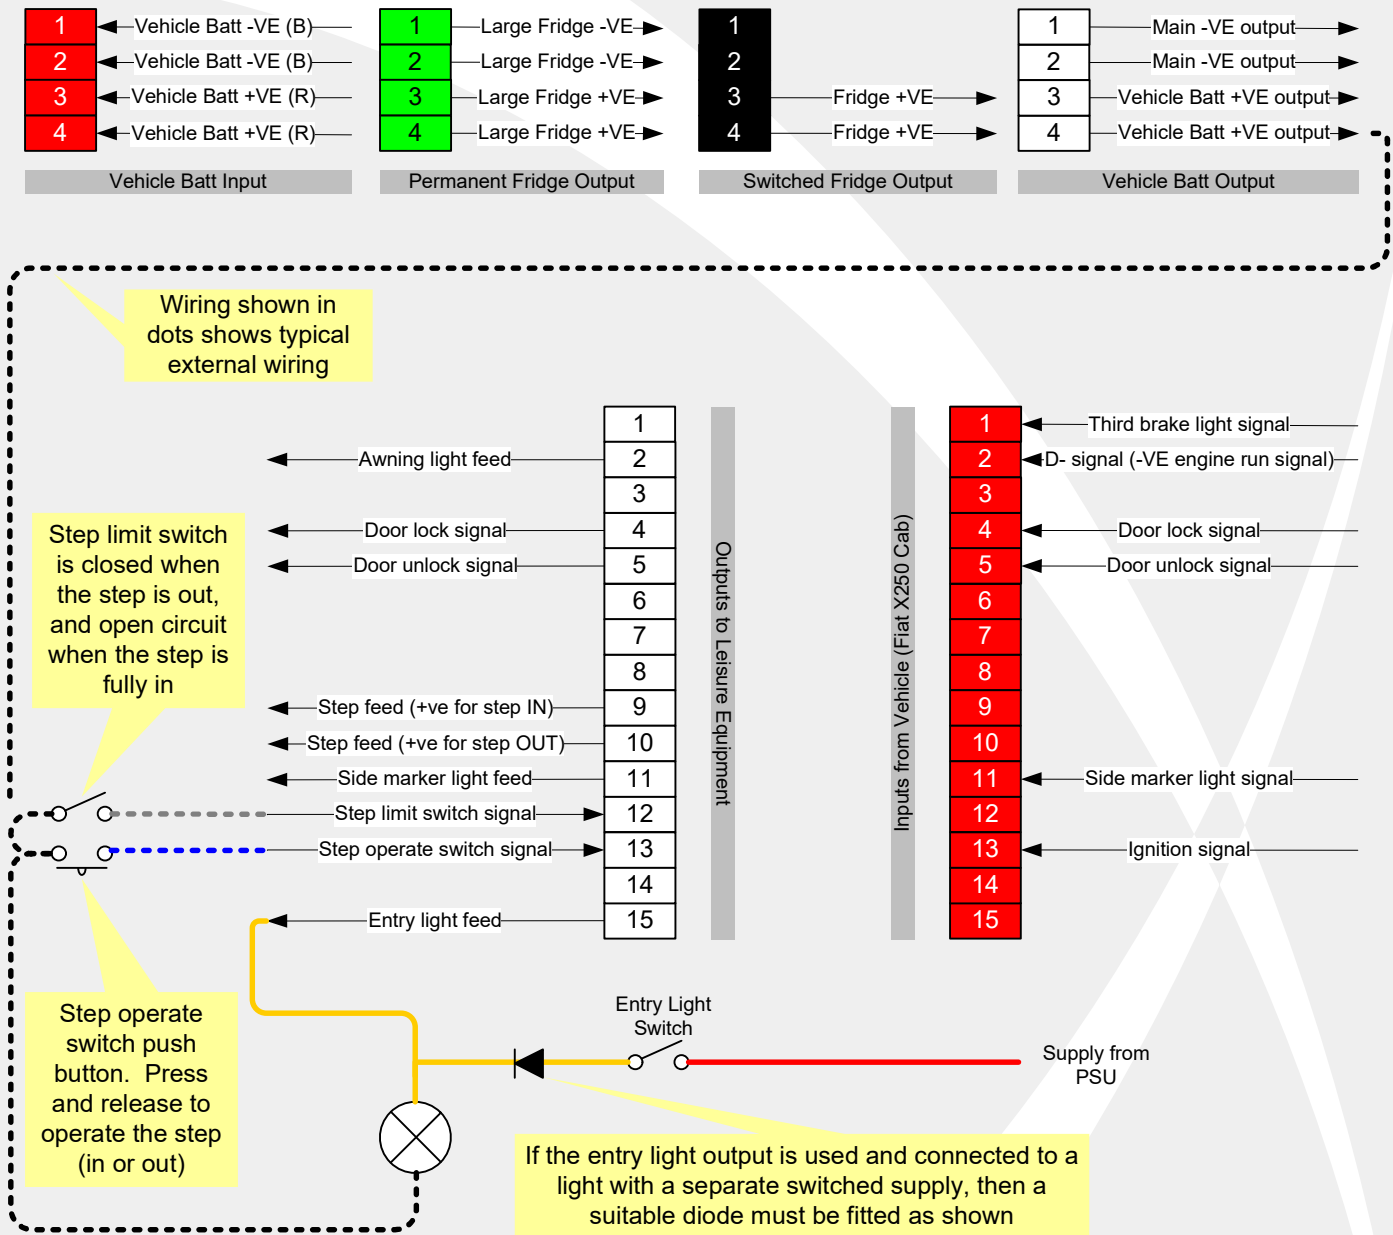 1 Vehicle Batt -VE (B)
2 Vehicle Batt -VE (B)
3 Vehicle Batt +VE (R)
4 Vehicle Batt +VE (R)
Vehicle Batt Input
1 Large Fridge -VE
2 Large Fridge -VE
3 Large Fridge +VE
4 Large Fridge +VE
Permanent Fridge Output
1
2
3 Fridge +VE
4 Fridge +VE
Switched Fridge Output
1 Main -VE output
2 Main -VE output
3 Vehicle Batt +VE output
4 Vehicle Batt +VE output
Vehicle Batt Output
Wiring shown in
dots shows typical
external wiring
Step limit switch
is closed when
the step is out,
and open circuit
when the step is
fully in
1
Awning light feed 2
3
Door lock signal 4
Door unlock signal 5
6
7
8
Step feed (+ve for step IN) 9
Step feed (+ve for step OUT) 10
Side marker light feed 11
Step limit switch signal 12
Step operate switch signal 13
14
Entry light feed 15
Outputs to Leisure Equipment
Inputs from Vehicle (Fiat X250 Cab)
1 Third brake light signal
2 D- signal (-VE engine run signal)
3
4 Door lock signal
5 Door unlock signal
6
7
8
9
10
11 Side marker light signal
12
13 Ignition signal
14
15
Step operate
switch push
button. Press
and release to
operate the step
(in or out)
Entry Light
Switch
Supply from
PSU
If the entry light output is used and connected to a
light with a separate switched supply, then a
suitable diode must be fitted as shown